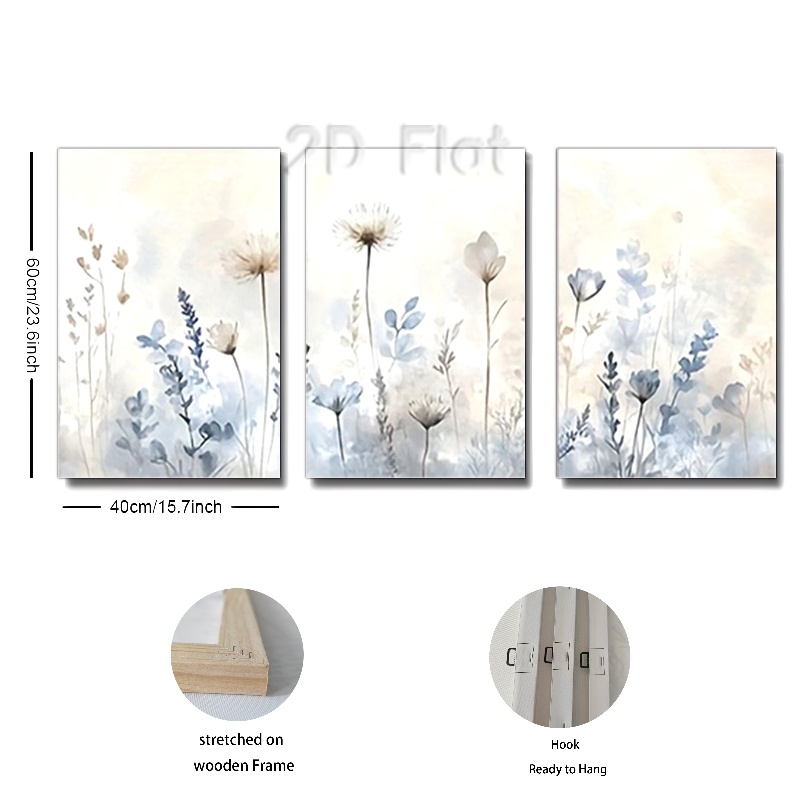 2D Flat
60cm/23.6inch
40cm/15.7inch
stretched on
wooden Frame
Hook
Ready to Hang